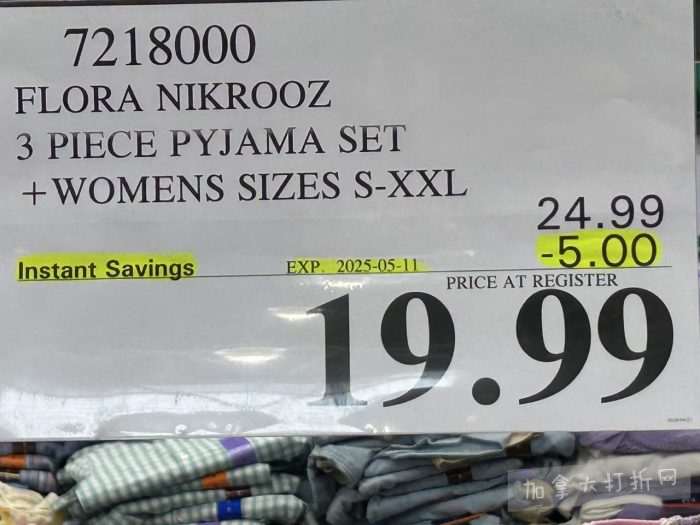 7218000
FLORA NIKROOZ
3 PIECE PYJAMA SET
+WOMENS SIZES S-XXL
24.99
Instant Savings EXP. 2025-05-11 -5.00
PRICE AT REGISTER
19.99
加拿大打折网